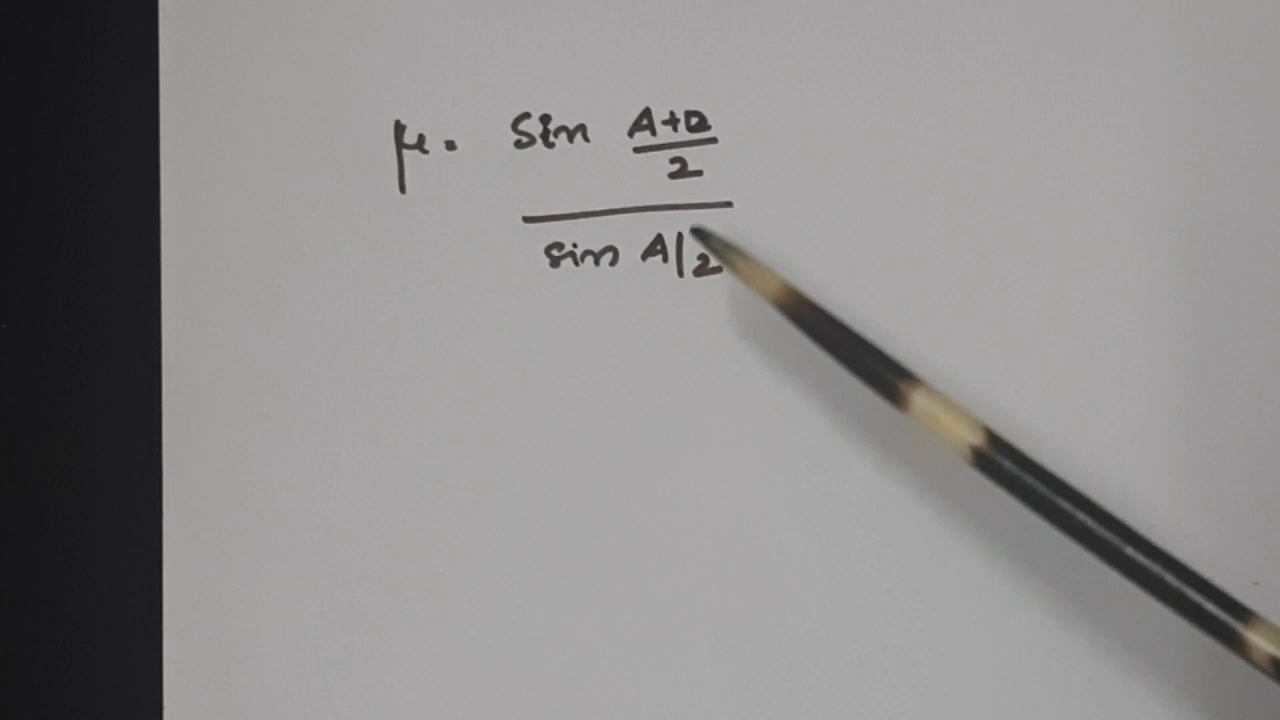 μ = Sin A+D
2
sin A/2